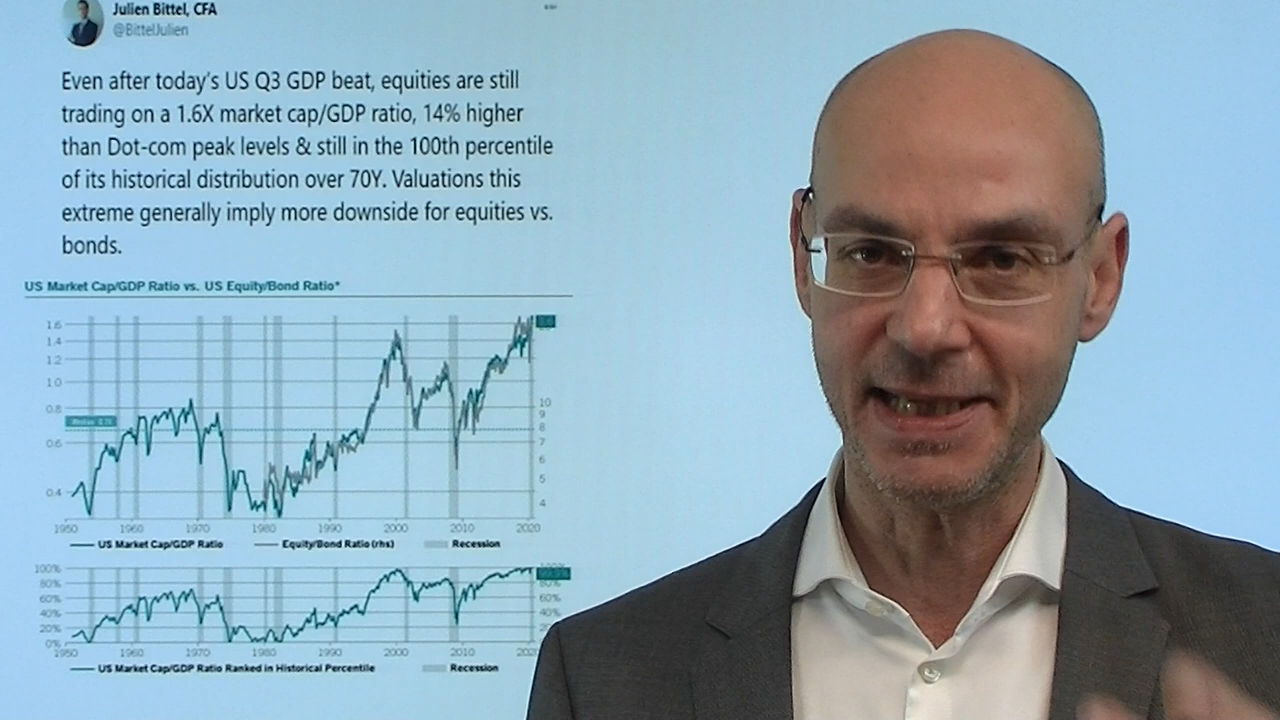 Julien Bittel, CFA
@BittelJulien
Even after today's US Q3 GDP beat, equities are still
trading on a 1.6X market cap/GDP ratio, 14% higher
than Dot-com peak levels & still in the 100th percentile
of its historical distribution over 70Y. Valuations this
extreme generally imply more downside for equities vs.
bonds.
US Market Cap/GDP Ratio vs. US Equity/Bond Ratio*
1.6
1.4
1.2
1.0
0.8
0.6
0.4
10
9
8
7
6
5
4
1950 1960 1970 1980 1990 2000 2010 2020
US Market Cap/GDP Ratio Equity/Bond Ratio (rhs) Recession
100% 100%
80% 80%
60% 60%
40% 40%
20% 20%
0%
1950 1960 1970 1980 1990 2000 2010 2020
US Market Cap/GDP Ratio Ranked in Historical Percentile Recession